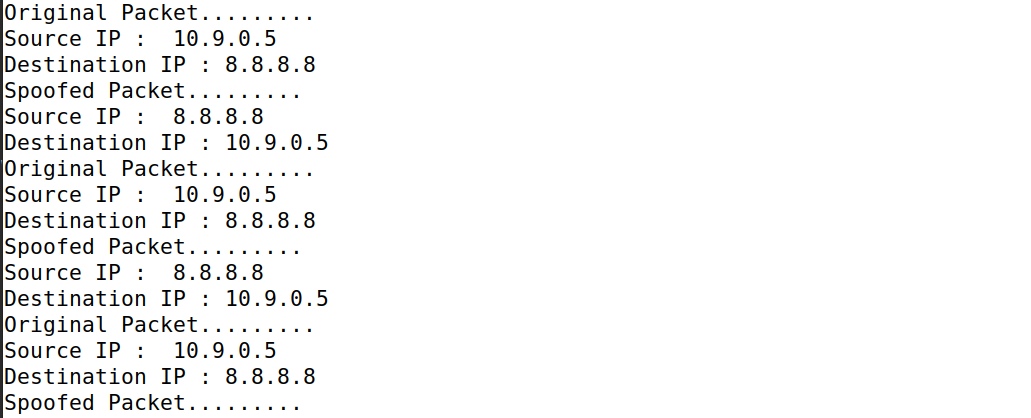 Original Packet.........
Source IP :  10.9.0.5
Destination IP : 8.8.8.8
Spoofed Packet.........
Source IP :  8.8.8.8
Destination IP : 10.9.0.5
Original Packet.........
Source IP :  10.9.0.5
Destination IP : 8.8.8.8
Spoofed Packet.........
Source IP :  8.8.8.8
Destination IP : 10.9.0.5
Original Packet.........
Source IP :  10.9.0.5
Destination IP : 8.8.8.8
Spoofed Packet.........